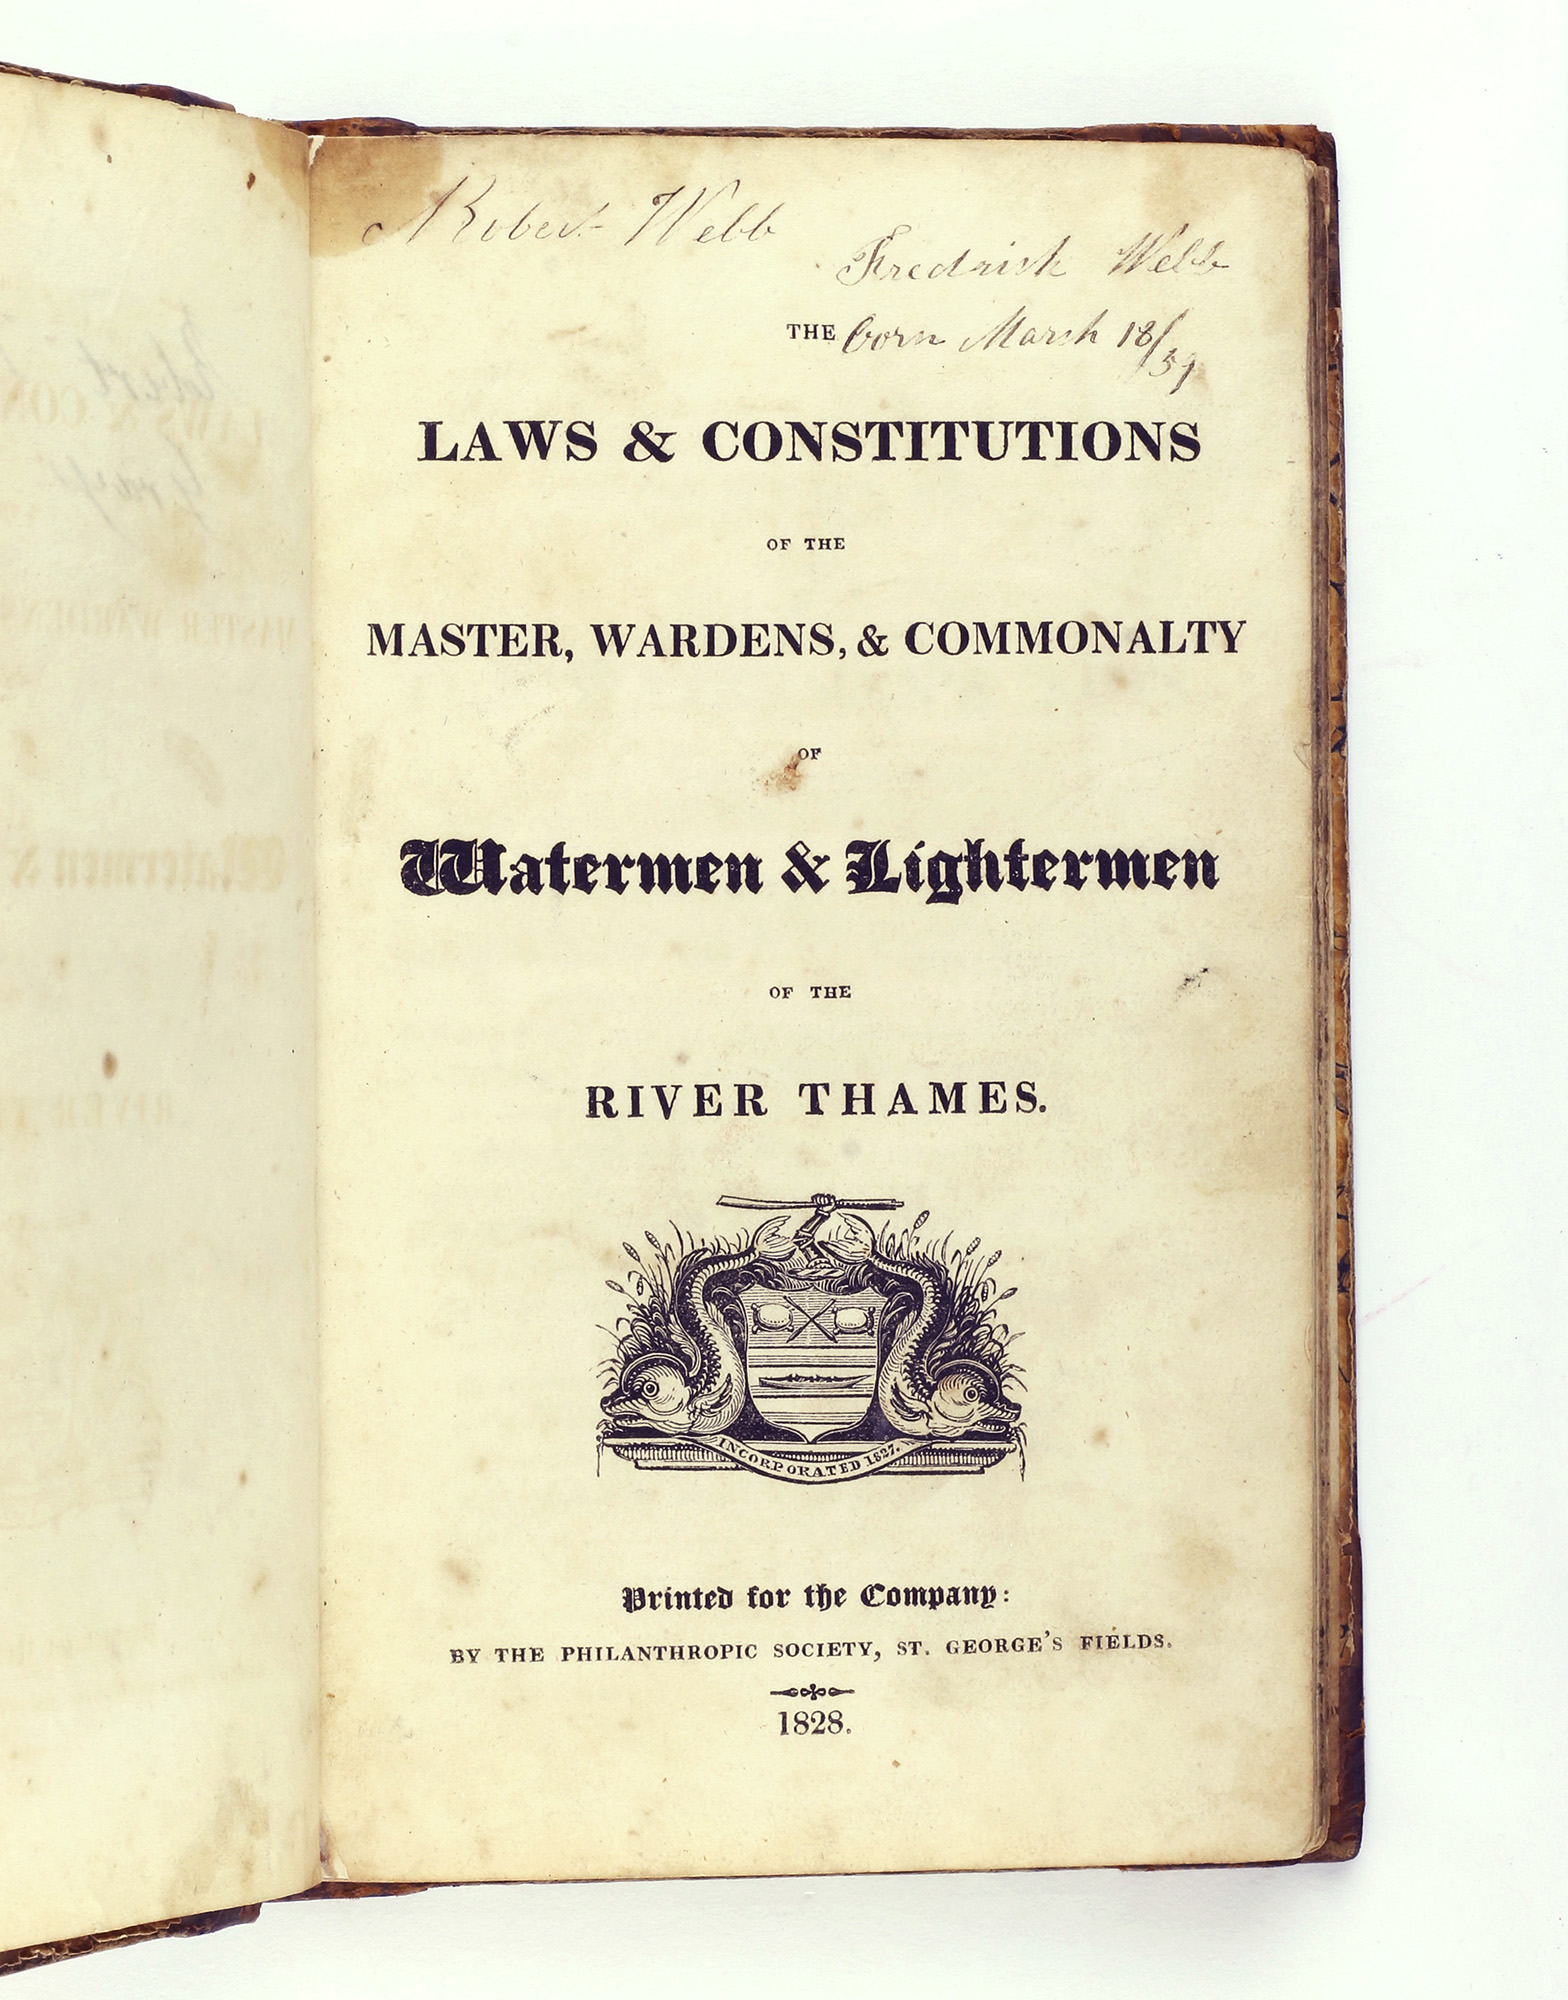 Robert Webb
Fredrick Webb
born March 18/59
THE
LAWS & CONSTITUTIONS
OF THE
MASTER, WARDENS, & COMMONALTY
OF
Watermen & Lightermen
OF THE
RIVER THAMES.
INCORPORATED 1827.
Printed for the Company:
BY THE PHILANTHROPIC SOCIETY, ST. GEORGE'S FIELDS.
1828.